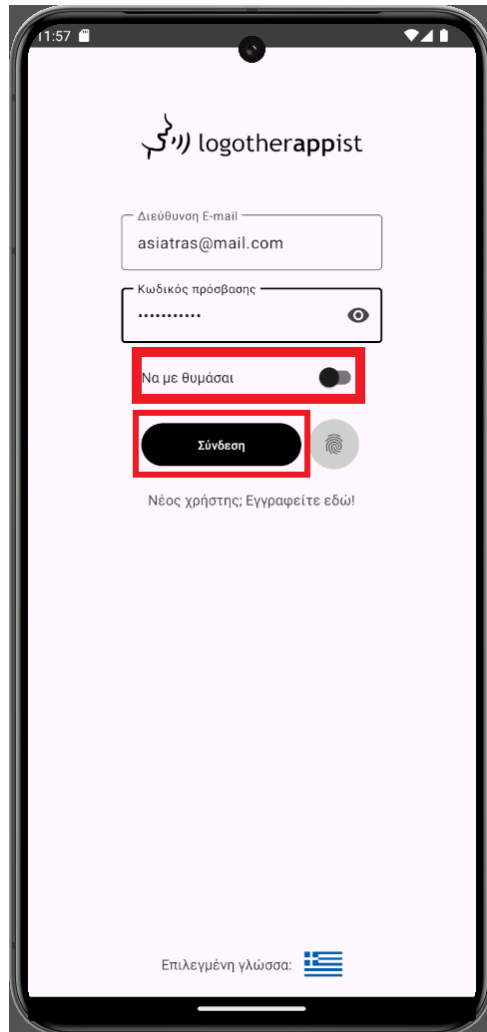 11:57
logotherappist
Διεύθυνση E-mail
asiatras@mail.com
Κωδικός πρόσβασης
•••••••••••
Να με θυμάσαι
Σύνδεση
Νέος χρήστης; Εγγραφείτε εδώ!
Επιλεγμένη γλώσσα: